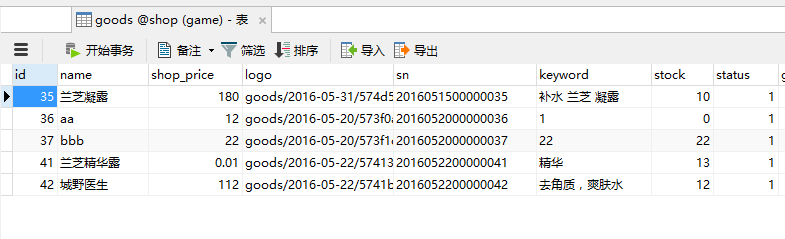 goods @shop (game) - 表
开始事务 备注 筛选 排序 导入 导出
id name shop_price logo sn keyword stock status
35 兰芝凝露 180 goods/2016-05-31/574d5 2016051500000035 补水 兰芝 凝露 10 1
36 aa 12 goods/2016-05-20/573f0 2016052000000036 1 0 1
37 bbb 22 goods/2016-05-20/573f1 2016052000000037 22 22 1
41 兰芝精华露 0.01 goods/2016-05-22/57413 2016052200000041 精华 13 1
42 城野医生 112 goods/2016-05-22/5741b 2016052200000042 去角质，爽肤水 12 1